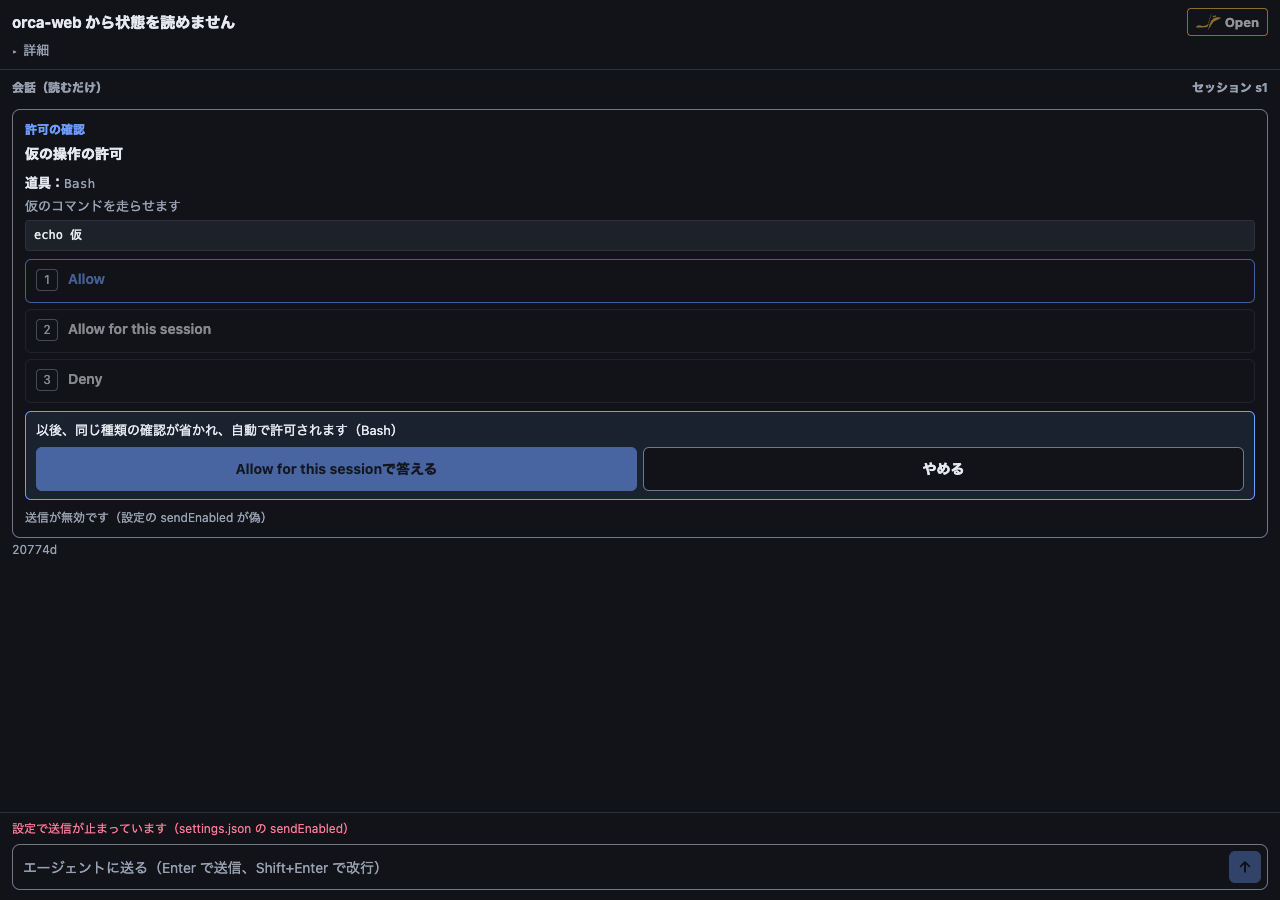 orca-web から状態を読めません
Open
詳細
会話（読むだけ）
セッション s1
許可の確認
仮の操作の許可
道具：Bash
仮のコマンドを走らせます
echo 仮
1 Allow
2 Allow for this session
3 Deny
以後、同じ種類の確認が省かれ、自動で許可されます（Bash）
Allow for this sessionで答える
やめる
送信が無効です（設定の sendEnabled が偽）
20774d
設定で送信が止まっています（settings.json の sendEnabled）
エージェントに送る（Enter で送信、Shift+Enter で改行）